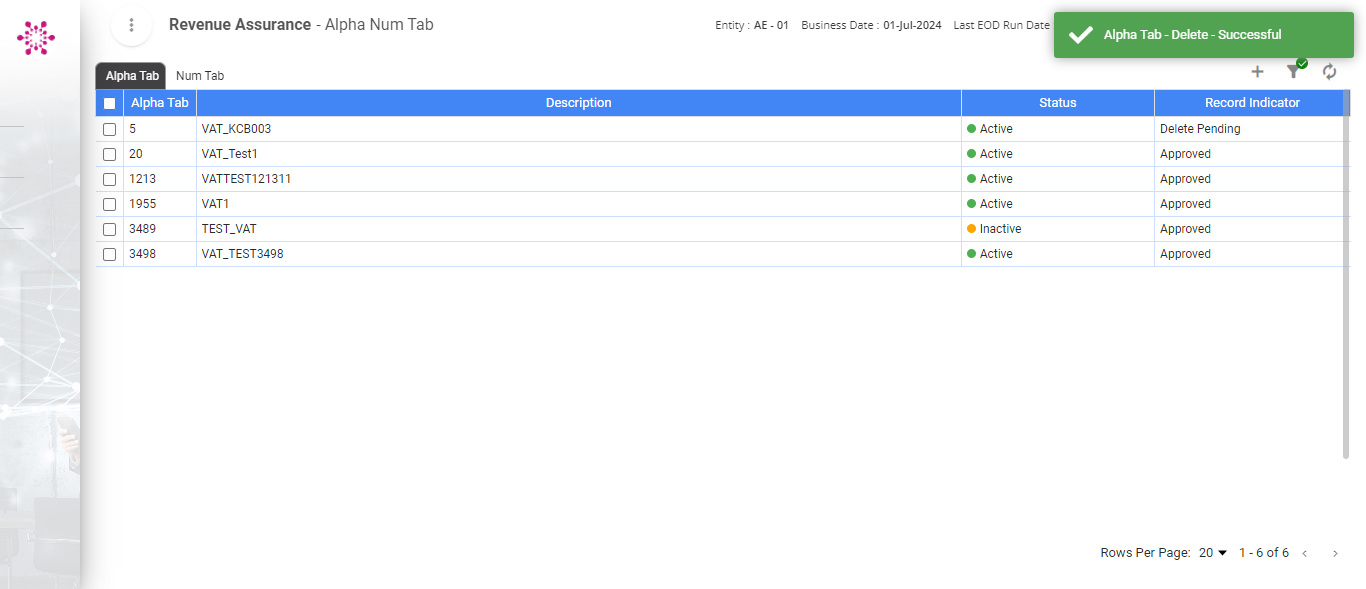 Revenue Assurance - Alpha Num Tab
Entity : AE - 01 Business Date : 01-Jul-2024 Last EOD Run Date
Alpha Tab - Delete - Successful
Alpha Tab Num Tab
Alpha Tab Description Status Record Indicator
5 VAT_KCB003 Active Delete Pending
20 VAT_Test1 Active Approved
1213 VATTEST121311 Active Approved
1955 VAT1 Active Approved
3489 TEST_VAT Inactive Approved
3498 VAT_TEST3498 Active Approved
Rows Per Page: 20 1 - 6 of 6